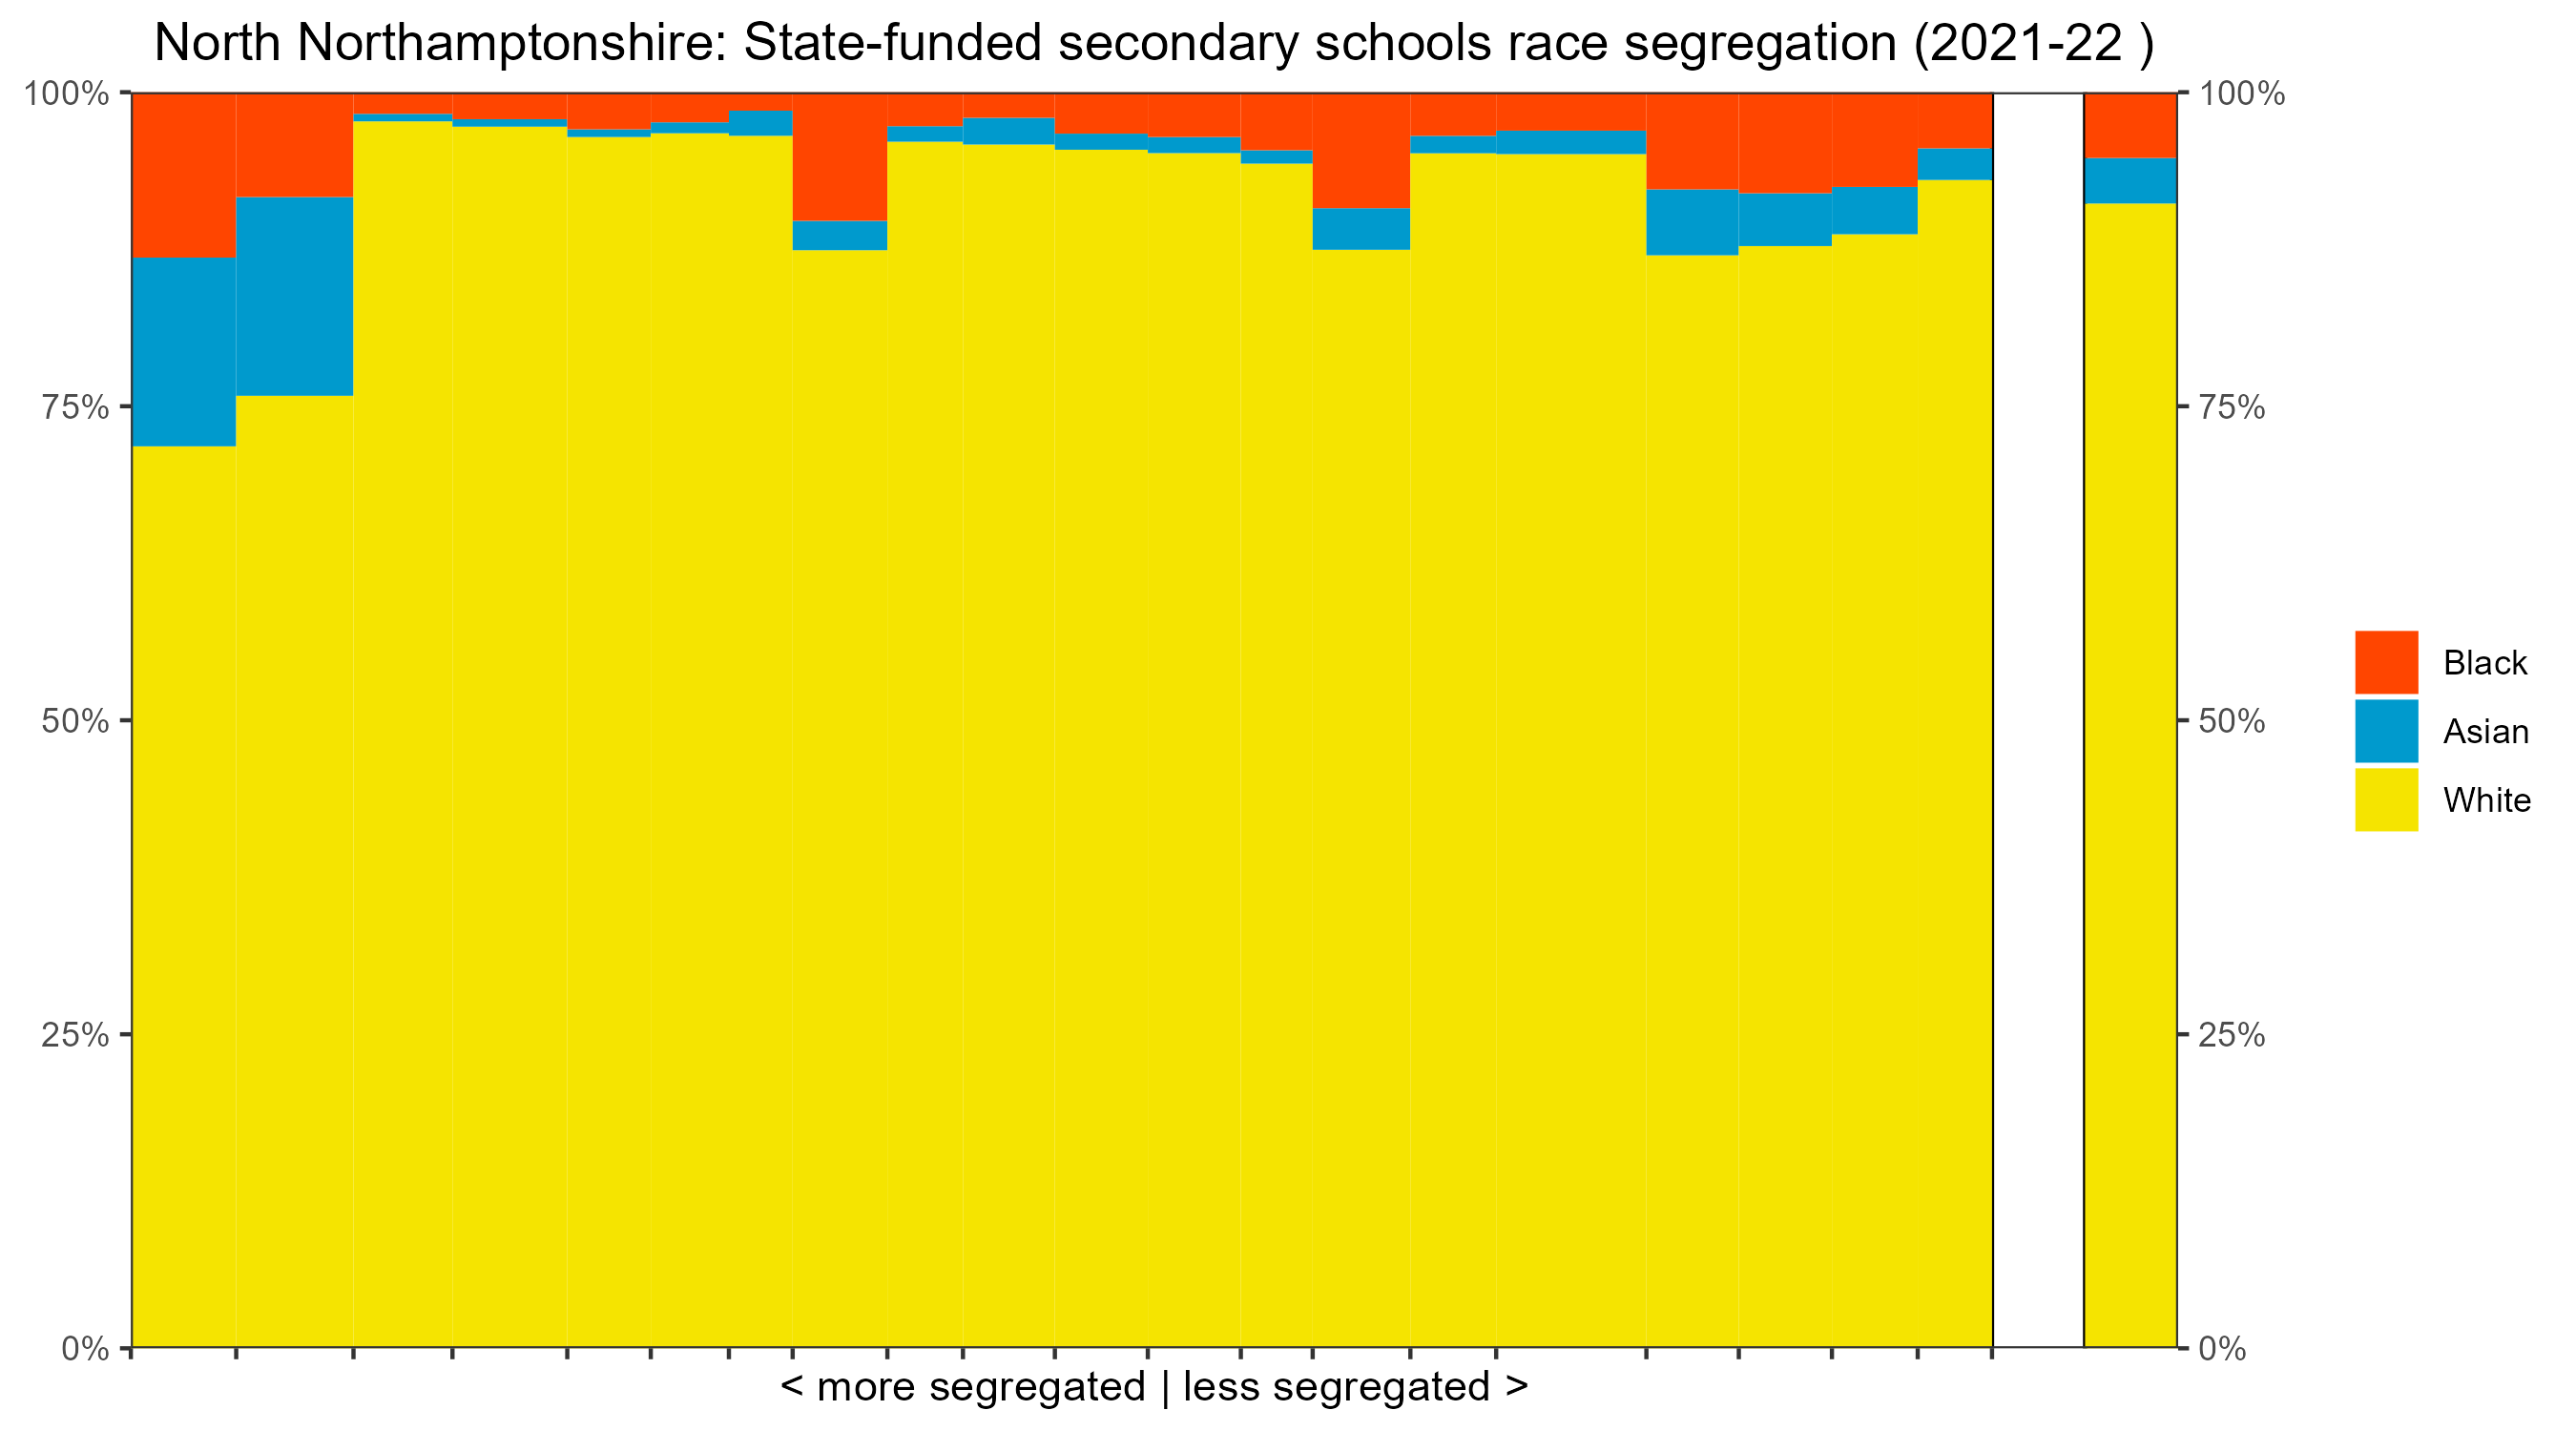 North Northamptonshire: State-funded secondary schools race segregation (2021-22 )
100%
75%
50%
25%
0%
100%
75%
50%
25%
0%
Black
Asian
White
< more segregated | less segregated >